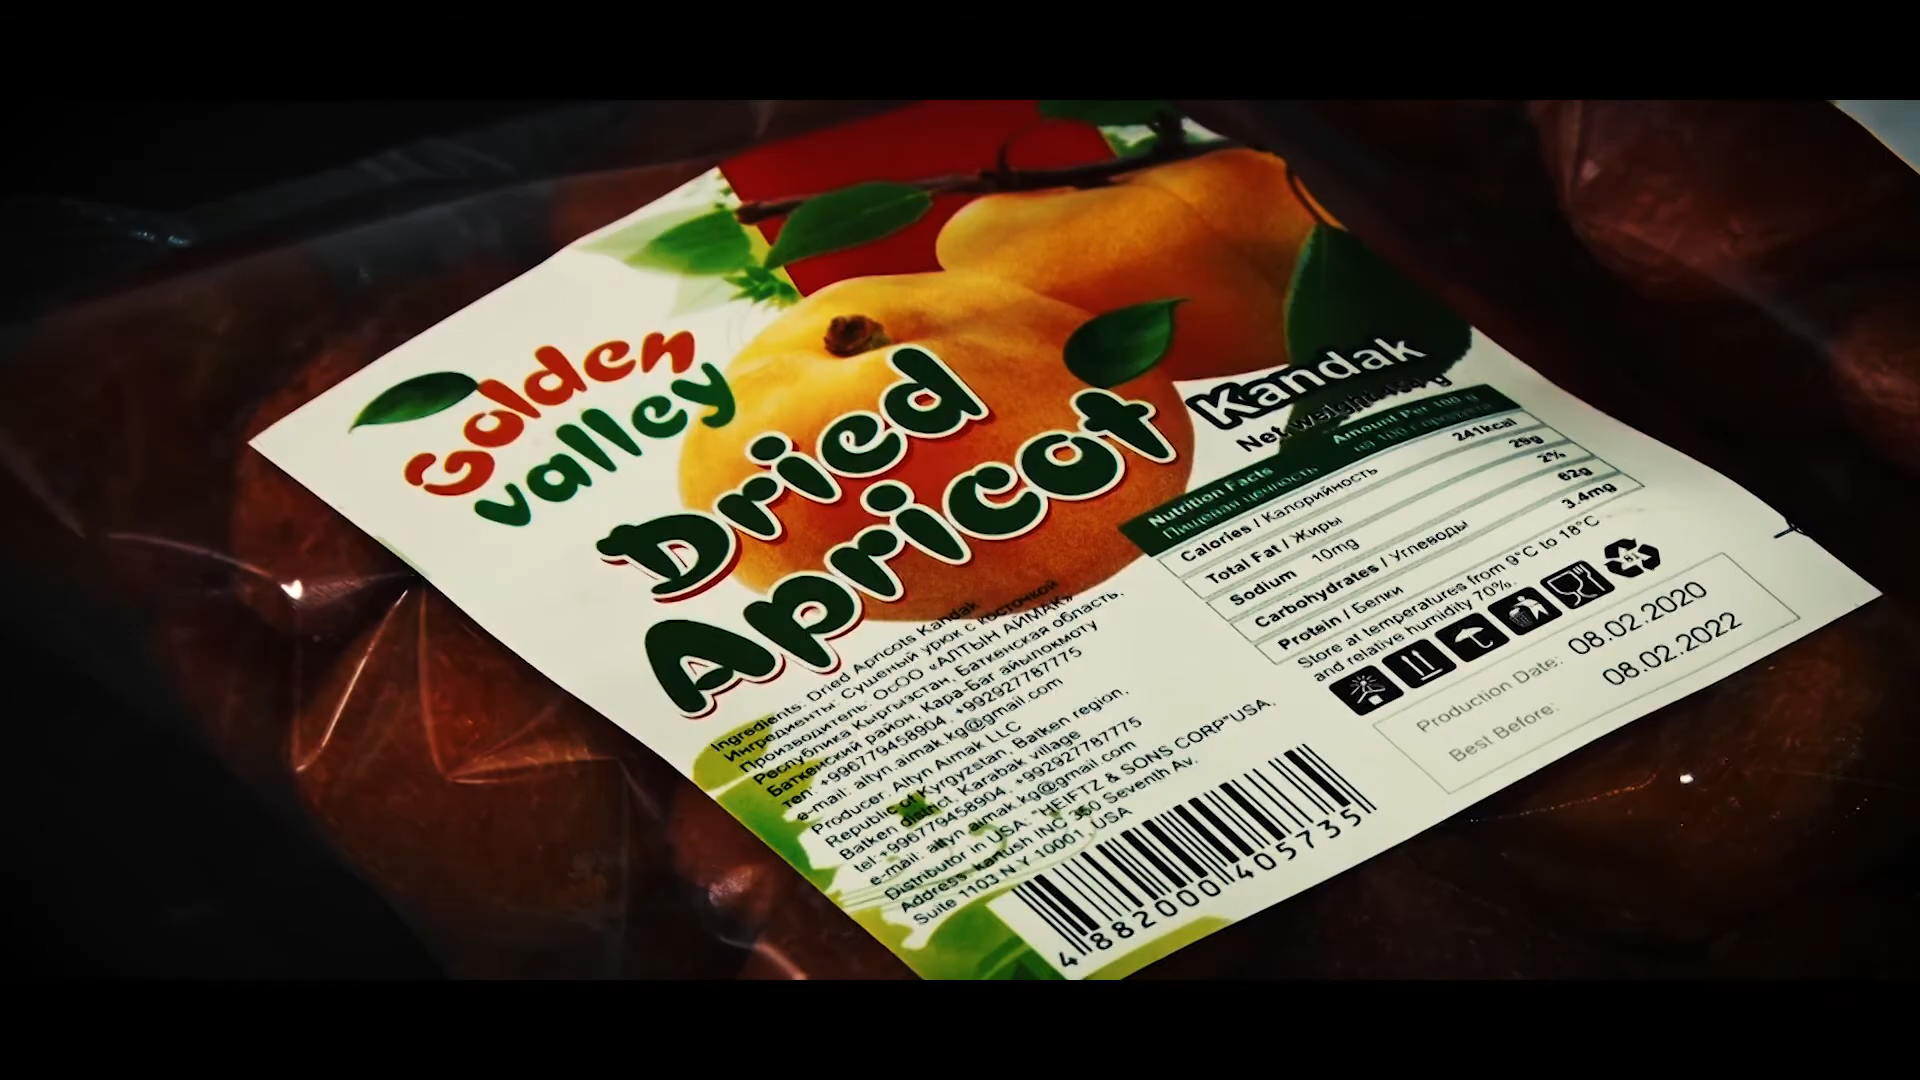 Golden
valley
Dried
Apricot
Kandak
Net weight
Nutrition Facts Amount Per 100 g
Пищевая ценность на 100 г продукта
Calories / Калорийность 241kcal
Total Fat / Жиры 29g
Sodium 10mg 2%
Carbohydrates / Углеводы 62g
Protein / Белки 3.4mg
Store at temperatures from 9°C to 18°C
and relative humidity 70%.
Production Date: 08.02.2020
Best Before: 08.02.2022
Ingredients: Dried Apricots Kandak
Ингредиенты: Сушеный урюк с косточкой
Производитель: ОсОО «АЛТЫН АЙМАК»
Республика Кыргызстан, Баткенская область,
Баткенский район, Кара-Баг айылокмоту
тел: +996779458904, +992927787775
e-mail: altyn.aimak.kg@gmail.com
Producer: Altyn Aimak LLC
Republic of Kyrgyzstan, Batken region,
Batken district, Karabak village
tel:+996779458904, +992927787775
e-mail: altyn.aimak.kg@gmail.com
Distributor in USA: "HEIFTZ & SONS CORP"USA,
Address: kartush INC 350 Seventh Av,
Suite 1103 N Y 10001, USA
4 882000 405735